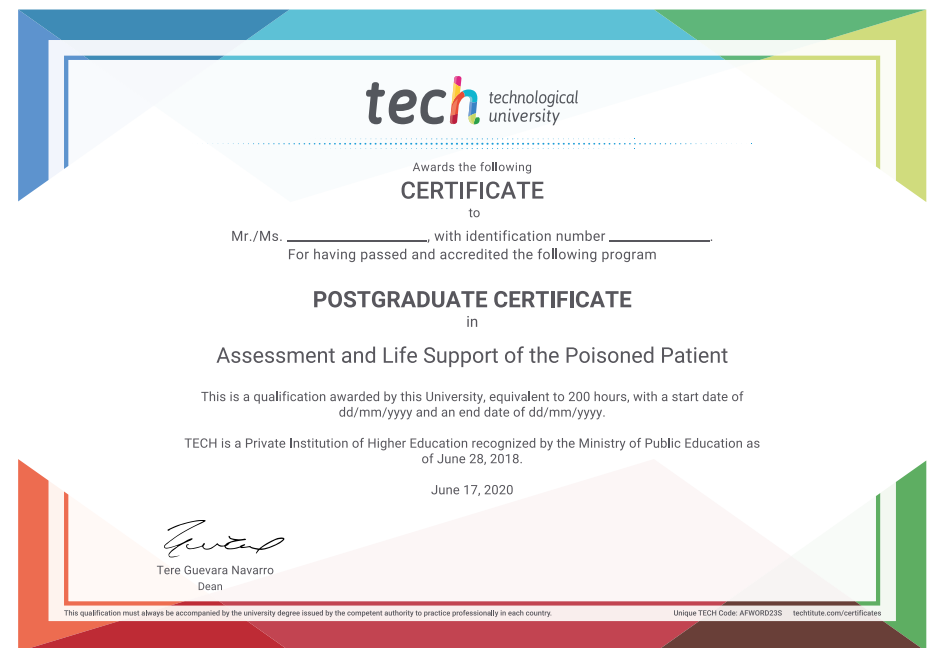 tech technological
university
Awards the following
CERTIFICATE
to
Mr./Ms. ____________________, with identification number ______________.
For having passed and accredited the following program
POSTGRADUATE CERTIFICATE
in
Assessment and Life Support of the Poisoned Patient
This is a qualification awarded by this University, equivalent to 200 hours, with a start date of
dd/mm/yyyy and an end date of dd/mm/yyyy.
TECH is a Private Institution of Higher Education recognized by the Ministry of Public Education as
of June 28, 2018.
June 17, 2020
Tere Guevara Navarro
Dean
This qualification must always be accompanied by the university degree issued by the competent authority to practice professionally in each country.
Unique TECH Code: AFWORD23S techtitute.com/certificates